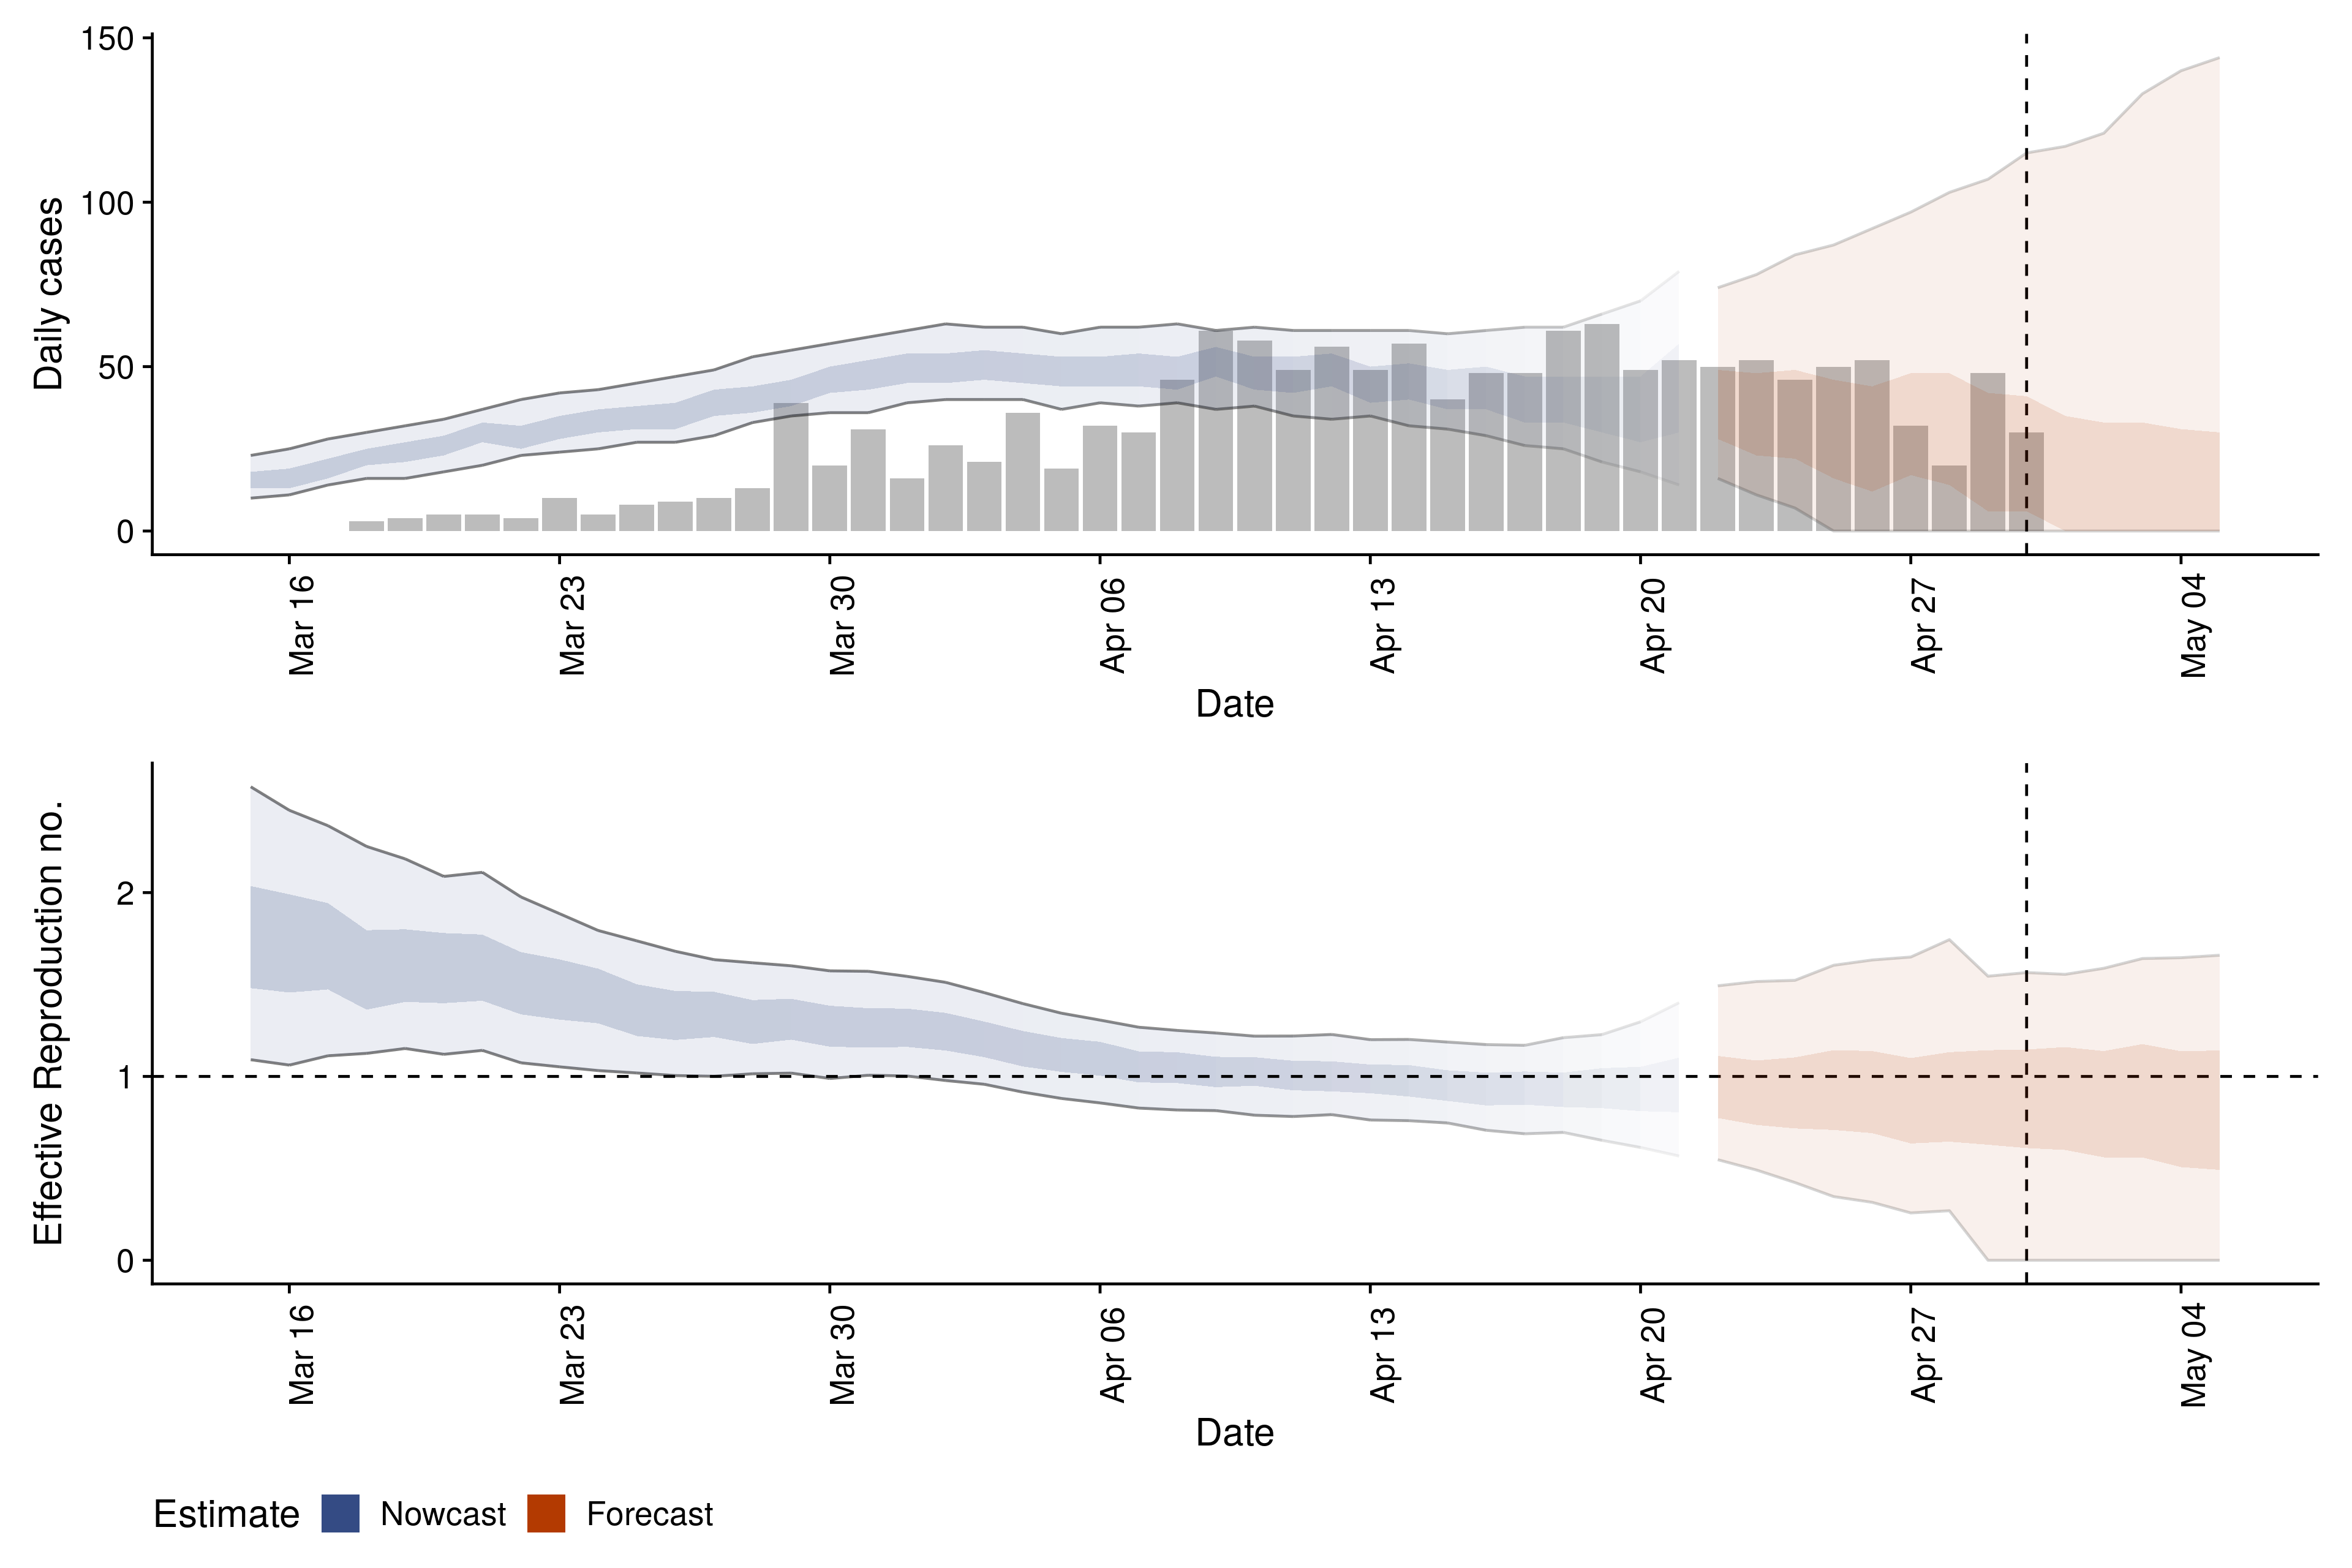 150
100
50
0
Daily cases
Mar 16
Mar 23
Mar 30
Apr 06
Apr 13
Apr 20
Apr 27
May 04
Date
2
1
0
Effective Reproduction no.
Mar 16
Mar 23
Mar 30
Apr 06
Apr 13
Apr 20
Apr 27
May 04
Date
Estimate Nowcast Forecast